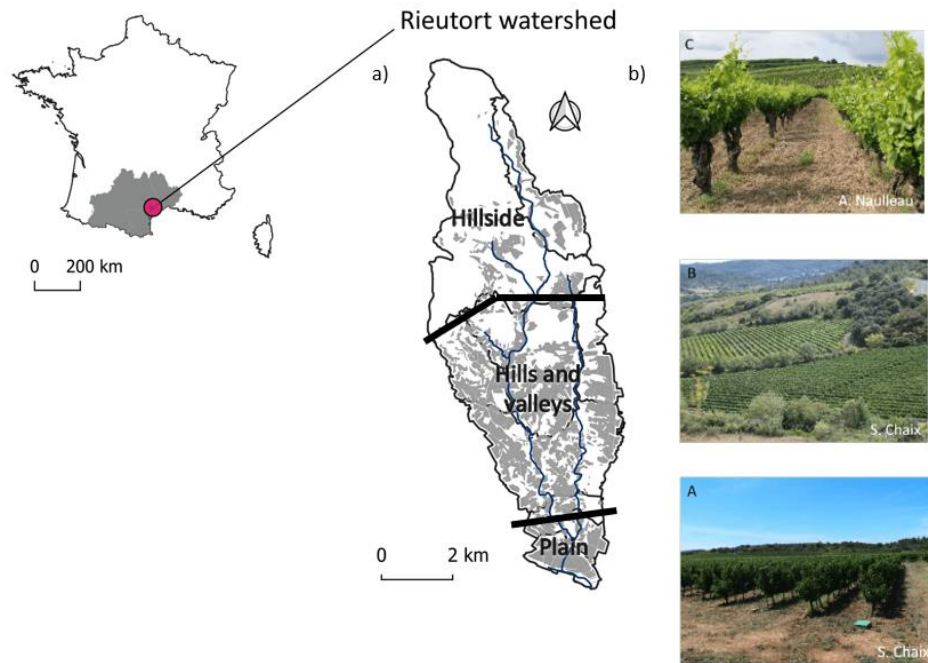 Rieutort watershed
a)
b)
0 200 km
Hillside
Hills and
valleys
Plain
0 2 km
C
A. Naulleau
B
S. Chaix
A
S. Chaix